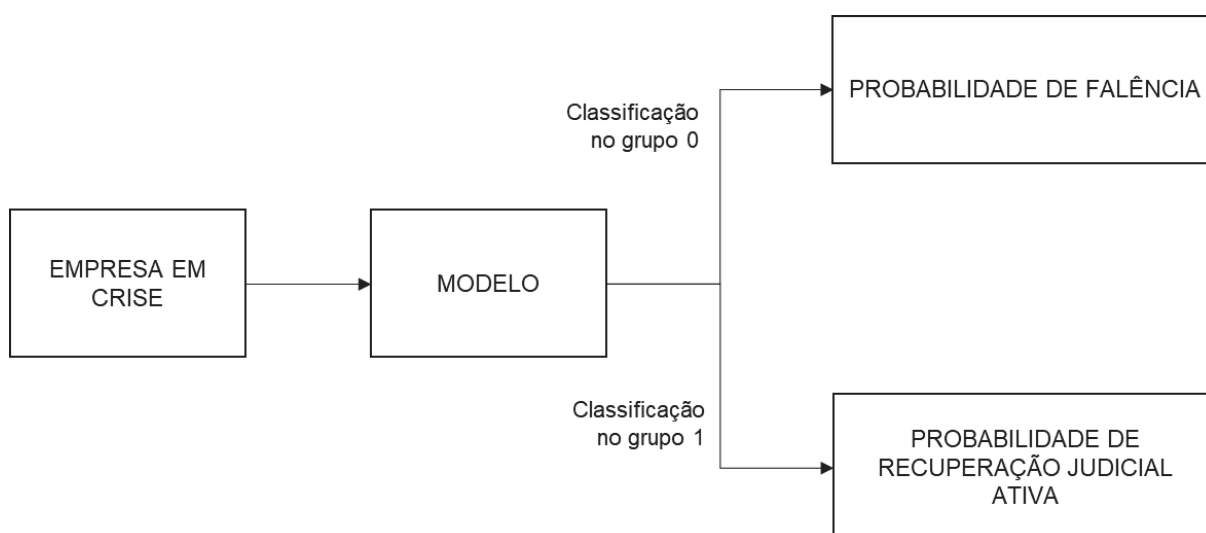 PROBABILIDADE DE FALÊNCIA
Classificação
no grupo 0
EMPRESA EM
CRISE
MODELO
Classificação
no grupo 1
PROBABILIDADE DE
RECUPERAÇÃO JUDICIAL
ATIVA